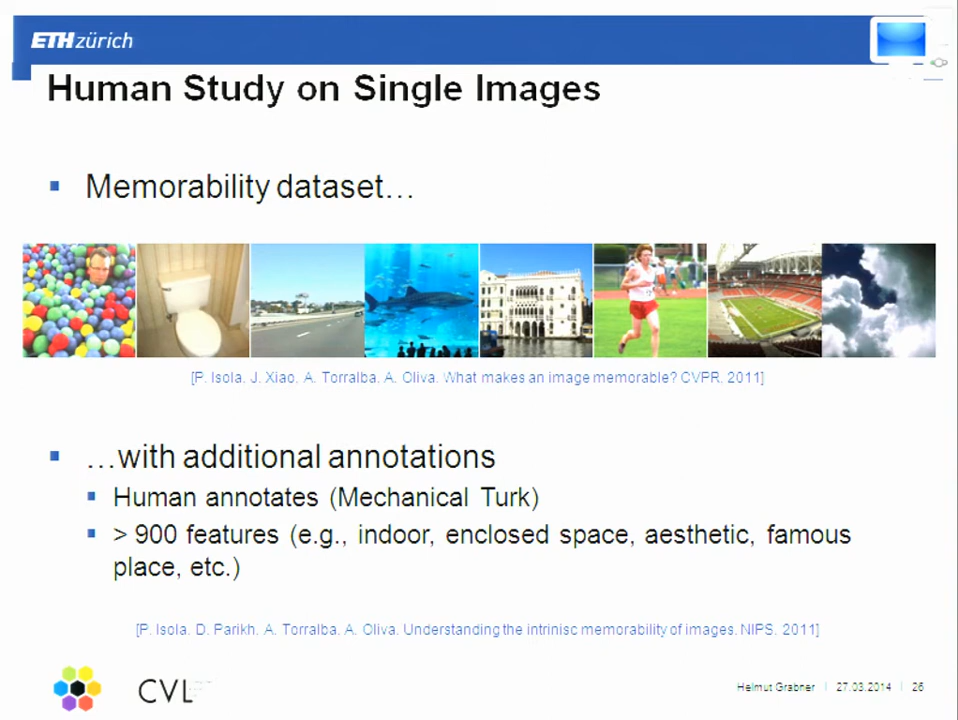 ETH zürich
Human Study on Single Images
▪ Memorability dataset…
[P. Isola, J. Xiao, A. Torralba, A. Oliva. What makes an image memorable? CVPR, 2011]
▪ …with additional annotations
▪ Human annotates (Mechanical Turk)
▪ > 900 features (e.g., indoor, enclosed space, aesthetic, famous
place, etc.)
[P. Isola, D. Parikh, A. Torralba, A. Oliva. Understanding the intrinisc memorability of images. NIPS, 2011]
CVL
Helmut Grabner | 27.03.2014 | 26